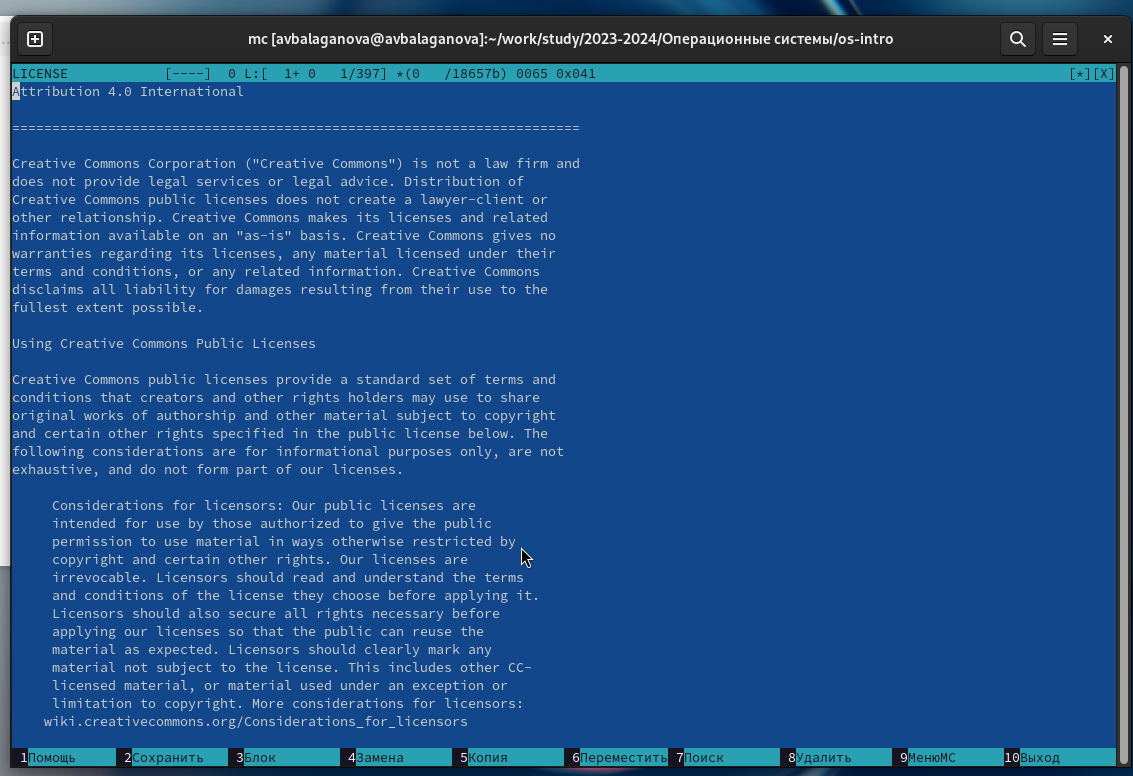 mc [avbalaganova@avbalaganova]:~/work/study/2023-2024/Операционные системы/os-intro
LICENSE [----] 0 L:[ 1+ 0 1/397] *(0 /18657b) 0065 0x041 [*][X]
Attribution 4.0 International
=======================================================================
Creative Commons Corporation ("Creative Commons") is not a law firm and
does not provide legal services or legal advice. Distribution of
Creative Commons public licenses does not create a lawyer-client or
other relationship. Creative Commons makes its licenses and related
information available on an "as-is" basis. Creative Commons gives no
warranties regarding its licenses, any material licensed under their
terms and conditions, or any related information. Creative Commons
disclaims all liability for damages resulting from their use to the
fullest extent possible.
Using Creative Commons Public Licenses
Creative Commons public licenses provide a standard set of terms and
conditions that creators and other rights holders may use to share
original works of authorship and other material subject to copyright
and certain other rights specified in the public license below. The
following considerations are for informational purposes only, are not
exhaustive, and do not form part of our licenses.
Considerations for licensors: Our public licenses are
intended for use by those authorized to give the public
permission to use material in ways otherwise restricted by
copyright and certain other rights. Our licenses are
irrevocable. Licensors should read and understand the terms
and conditions of the license they choose before applying it.
Licensors should also secure all rights necessary before
applying our licenses so that the public can reuse the
material as expected. Licensors should clearly mark any
material not subject to the license. This includes other CC-
licensed material, or material used under an exception or
limitation to copyright. More considerations for licensors:
wiki.creativecommons.org/Considerations_for_licensors
1Помощь 2Сохранить 3Блок 4Замена 5Копия 6Переместить 7Поиск 8Удалить 9МенюMC 10Выход